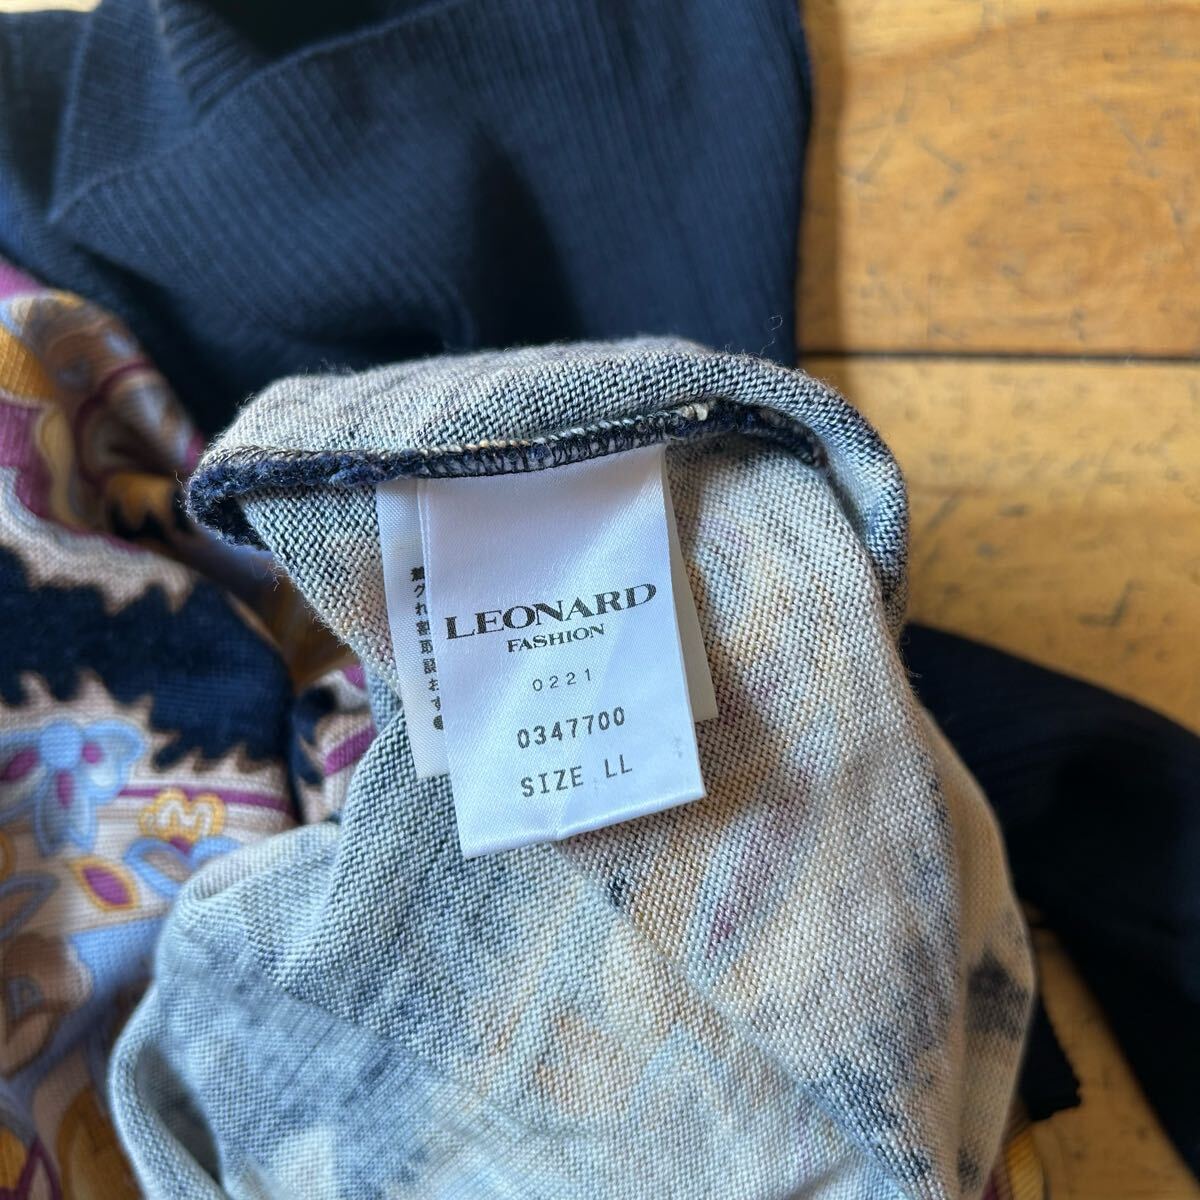 LEONARD
FASHION
0221
0347700
SIZE LL